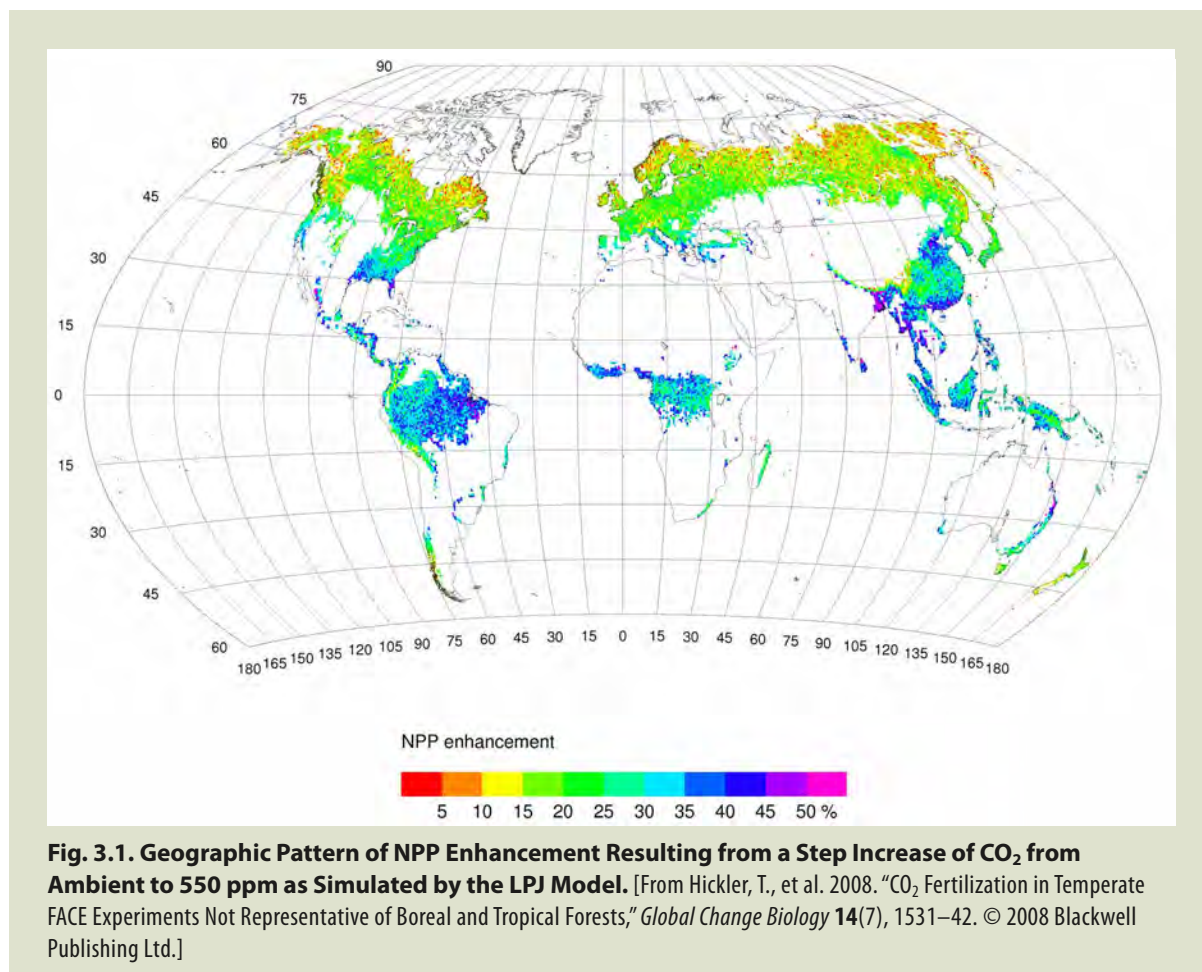 90
75
60
45
30
15
0
15
30
45
60
180 165 150 135 120 105 90 75 60 45 30 15 0 15 30 45 60 75 90 105 120 135 150 165 180
NPP enhancement
5 10 15 20 25 30 35 40 45 50 %
Fig. 3.1. Geographic Pattern of NPP Enhancement Resulting from a Step Increase of CO₂ from
Ambient to 550 ppm as Simulated by the LPJ Model. [From Hickler, T., et al. 2008. “CO₂ Fertilization in Temperate
FACE Experiments Not Representative of Boreal and Tropical Forests,” Global Change Biology 14(7), 1531–42. © 2008 Blackwell
Publishing Ltd.]